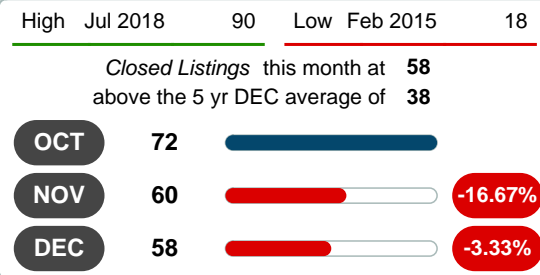 High Jul 2018 90 Low Feb 2015 18
Closed Listings this month at 58
above the 5 yr DEC average of 38
OCT 72
NOV 60 -16.67%
DEC 58 -3.33%